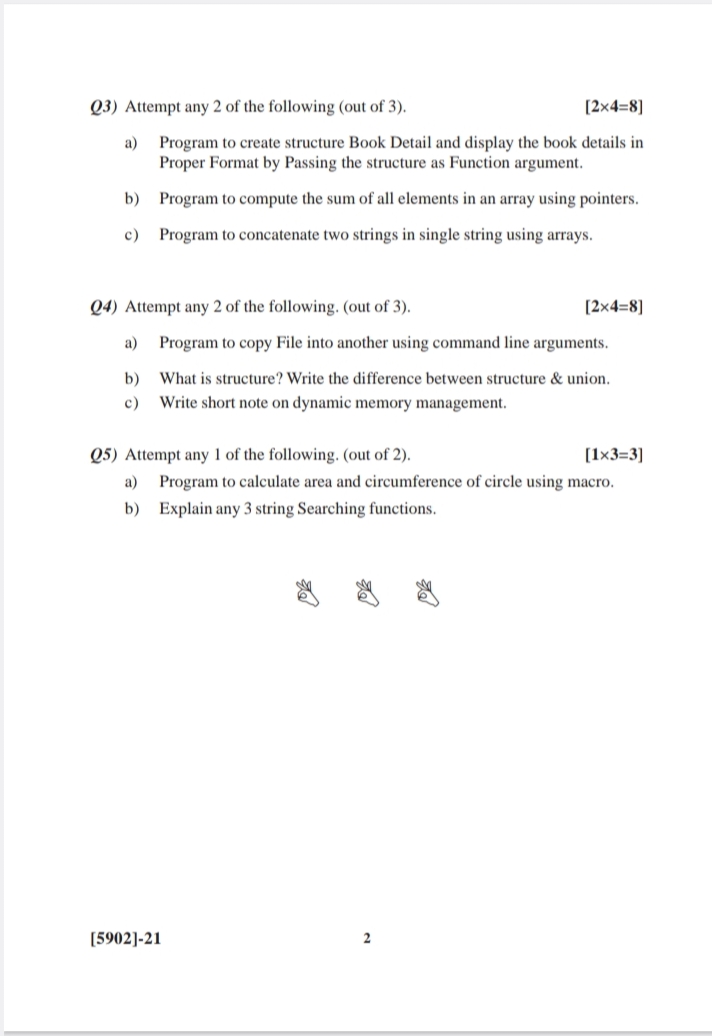 Q3) Attempt any 2 of the following (out of 3). [2×4=8]
a) Program to create structure Book Detail and display the book details in
Proper Format by Passing the structure as Function argument.
b) Program to compute the sum of all elements in an array using pointers.
c) Program to concatenate two strings in single string using arrays.
Q4) Attempt any 2 of the following. (out of 3). [2×4=8]
a) Program to copy File into another using command line arguments.
b) What is structure? Write the difference between structure & union.
c) Write short note on dynamic memory management.
Q5) Attempt any 1 of the following. (out of 2). [1×3=3]
a) Program to calculate area and circumference of circle using macro.
b) Explain any 3 string Searching functions.
[5902]-21 2